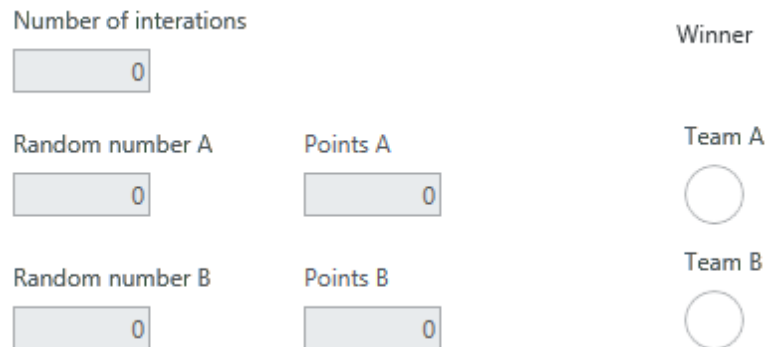 Number of interations
Winner
0
Random number A
Points A
Team A
0
0
Random number B
Points B
Team B
0
0